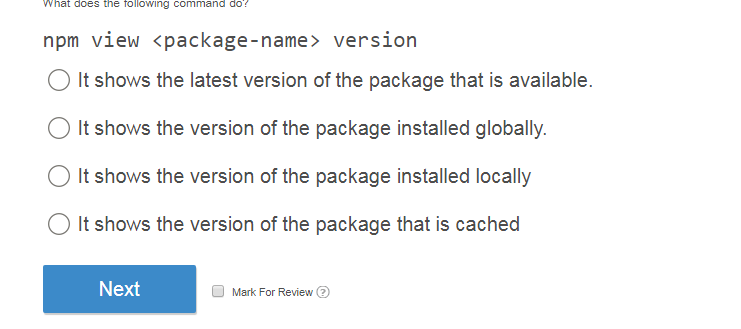 What does the following command do?
npm view <package-name> version
It shows the latest version of the package that is available.
It shows the version of the package installed globally.
It shows the version of the package installed locally
It shows the version of the package that is cached
Next
Mark For Review ?